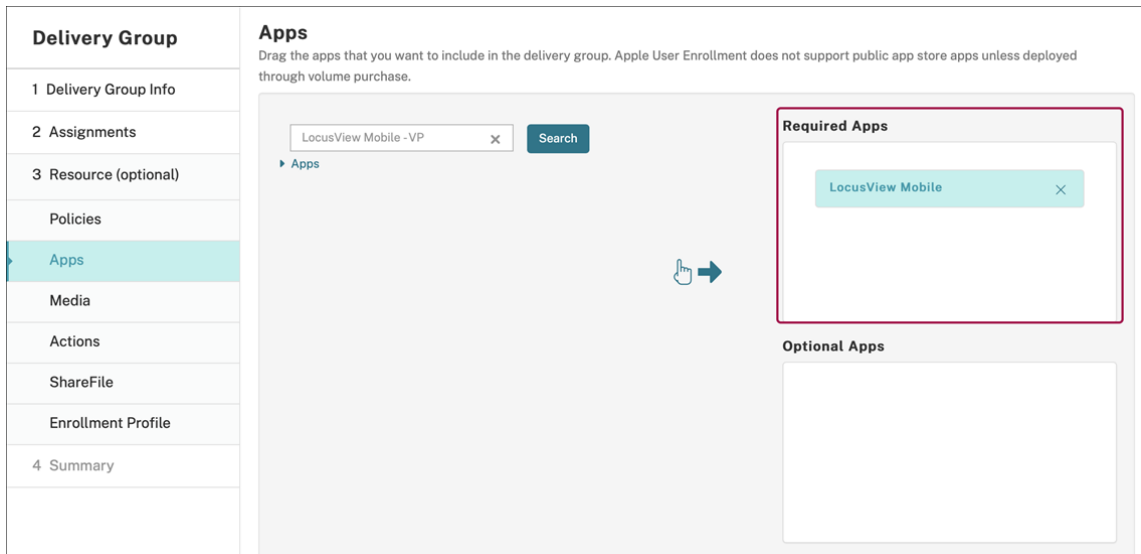 Delivery Group
1 Delivery Group Info
2 Assignments
3 Resource (optional)
Policies
Apps
Media
Actions
ShareFile
Enrollment Profile
4 Summary
Apps
Drag the apps that you want to include in the delivery group. Apple User Enrollment does not support public app store apps unless deployed
through volume purchase.
LocusView Mobile -VP
Search
Apps
Required Apps
LocusView Mobile
Optional Apps